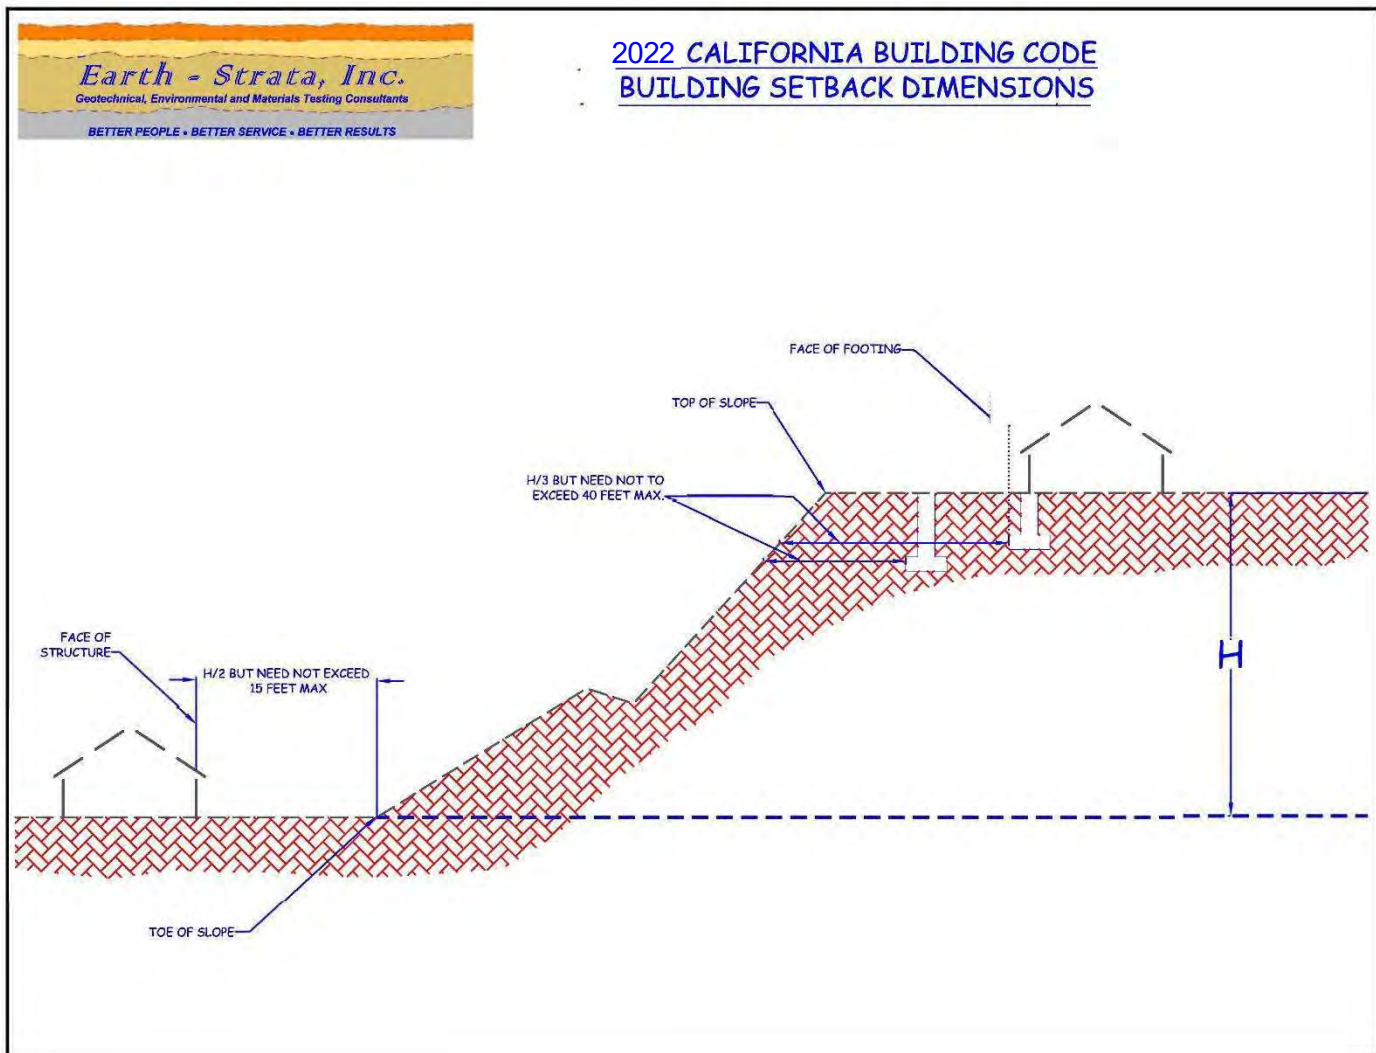 Earth - Strata, Inc.
Geotechnical, Environmental and Materials Testing Consultants
BETTER PEOPLE • BETTER SERVICE • BETTER RESULTS
2022 CALIFORNIA BUILDING CODE
BUILDING SETBACK DIMENSIONS
FACE OF FOOTING
TOP OF SLOPE
H/3 BUT NEED NOT TO
EXCEED 40 FEET MAX.
FACE OF
STRUCTURE
H/2 BUT NEED NOT EXCEED
15 FEET MAX
H
TOE OF SLOPE